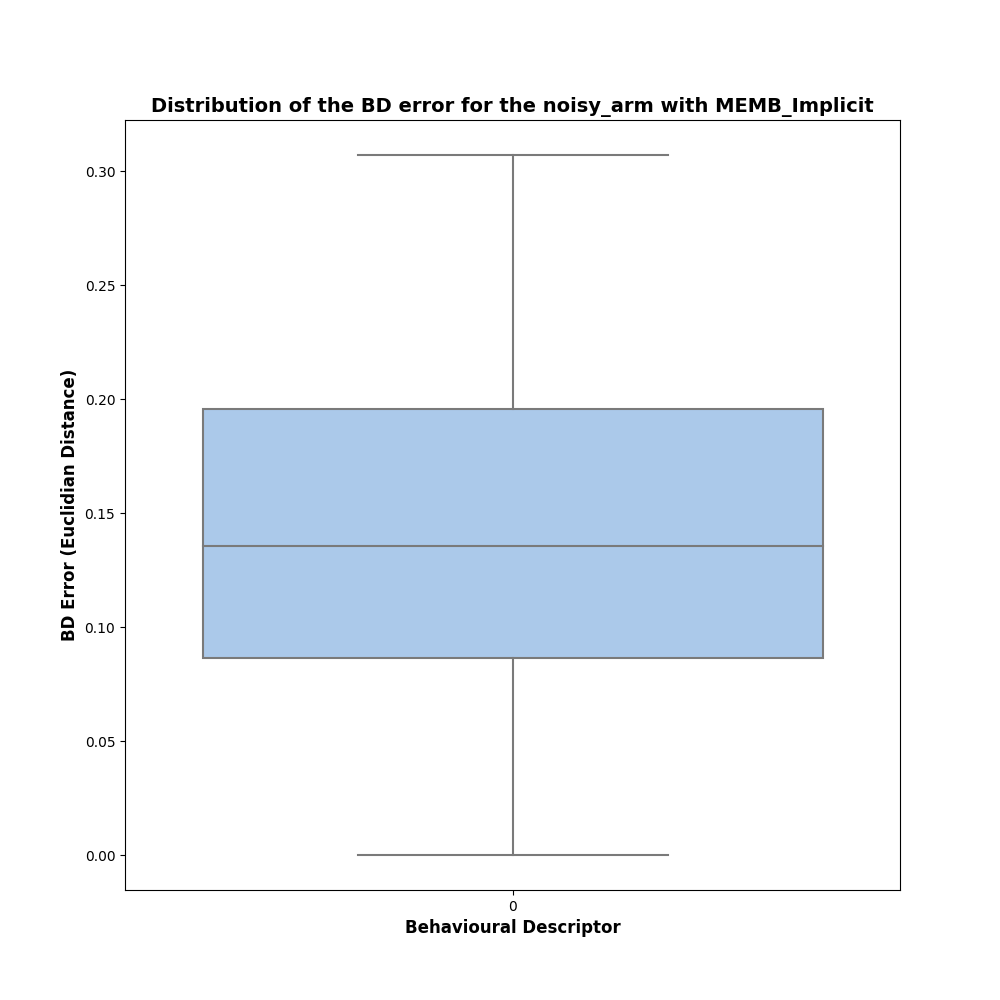 Distribution of the BD error for the noisy_arm with MEMB_Implicit
0.30
0.25
0.20
0.15
0.10
0.05
0.00
BD Error (Euclidian Distance)
0
Behavioural Descriptor